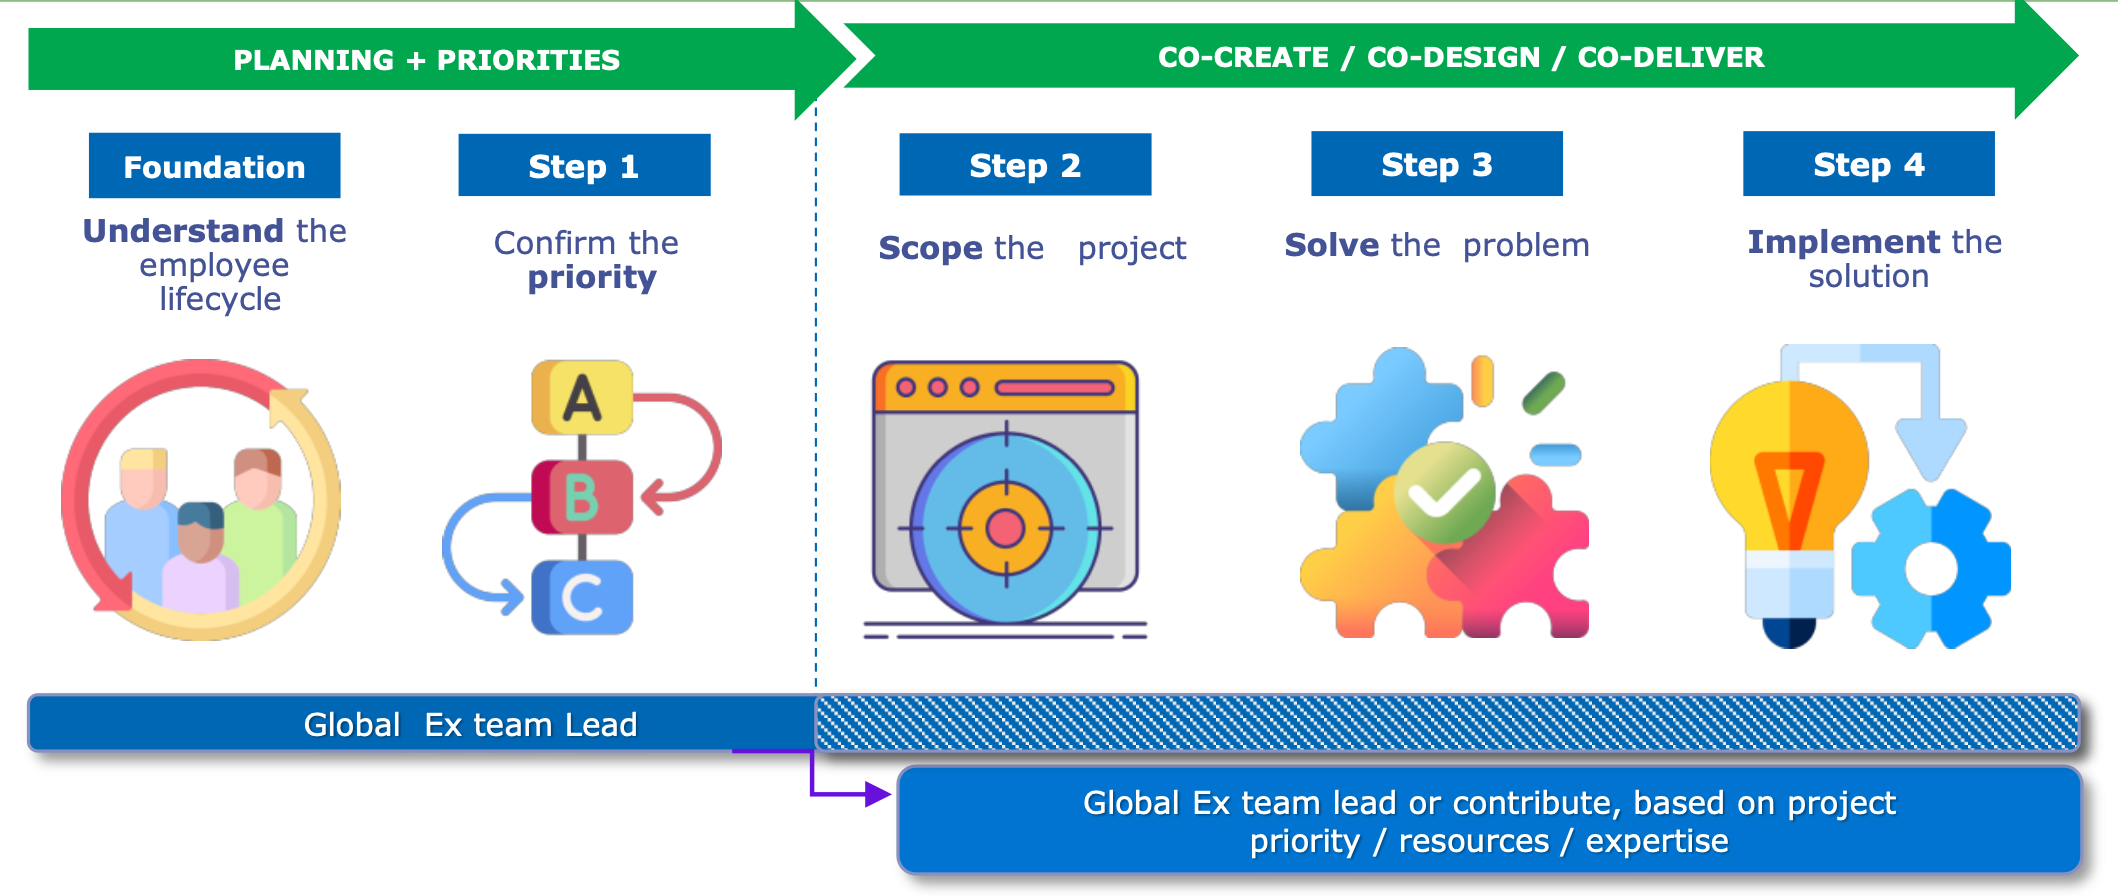 PLANNING + PRIORITIES
CO-CREATE / CO-DESIGN / CO-DELIVER
Foundation
Understand the
employee
lifecycle
Step 1
Confirm the
priority
Step 2
Scope the project
Step 3
Solve the problem
Step 4
Implement the
solution
A
B
C
Global Ex team Lead
Global Ex team lead or contribute, based on project
priority / resources / expertise